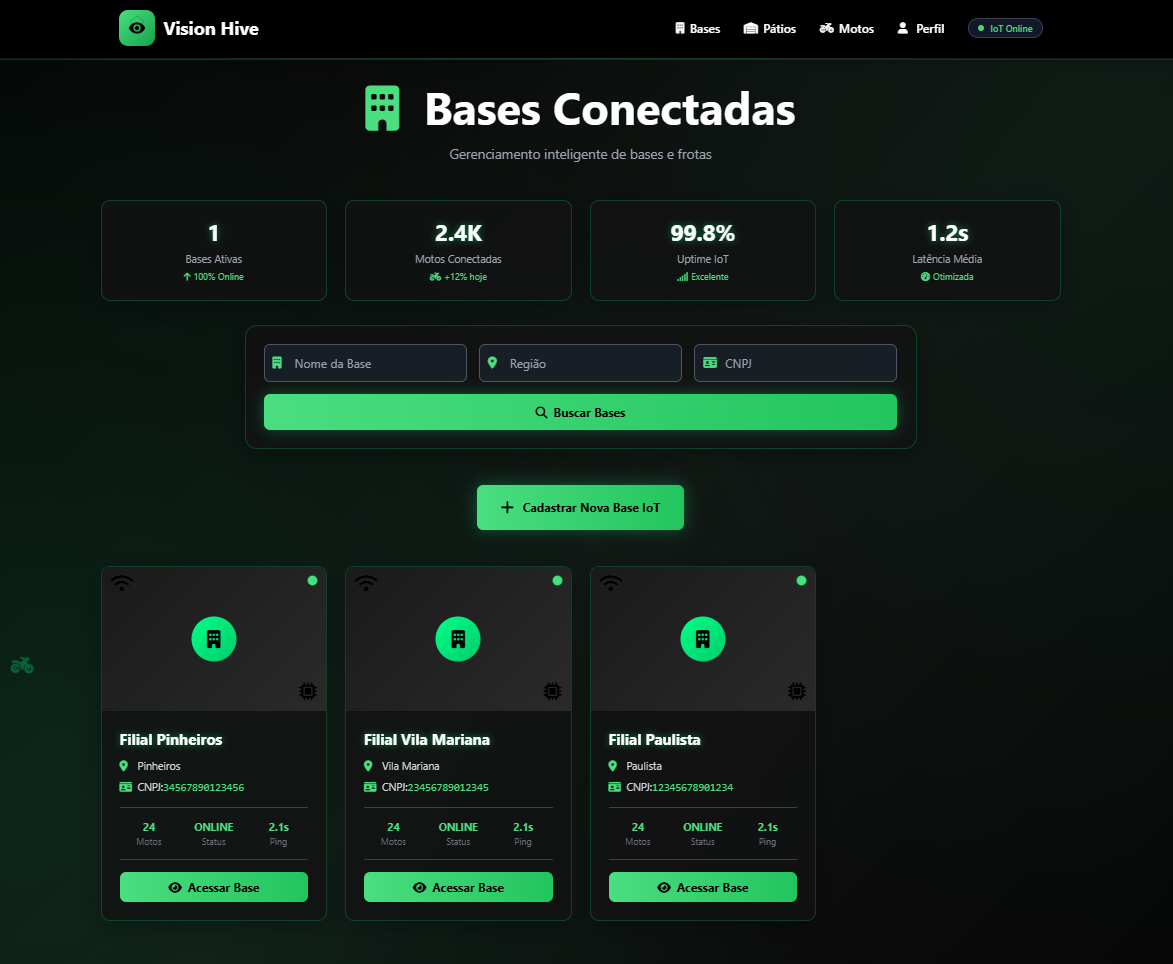 Vision Hive
Bases
Pátios
Motos
Perfil
IoT Online
Bases Conectadas
Gerenciamento inteligente de bases e frotas
1
Bases Ativas
100% Online
2.4K
Motos Conectadas
+12% hoje
99.8%
Uptime IoT
Excelente
1.2s
Latência Média
Otimizada
Nome da Base
Região
CNPJ
Buscar Bases
Cadastrar Nova Base IoT
Filial Pinheiros
Pinheiros
CNPJ:34567890123456
24 ONLINE 2.1s
Motos Status Ping
Acessar Base
Filial Vila Mariana
Vila Mariana
CNPJ:23456789012345
24 ONLINE 2.1s
Motos Status Ping
Acessar Base
Filial Paulista
Paulista
CNPJ:12345678901234
24 ONLINE 2.1s
Motos Status Ping
Acessar Base